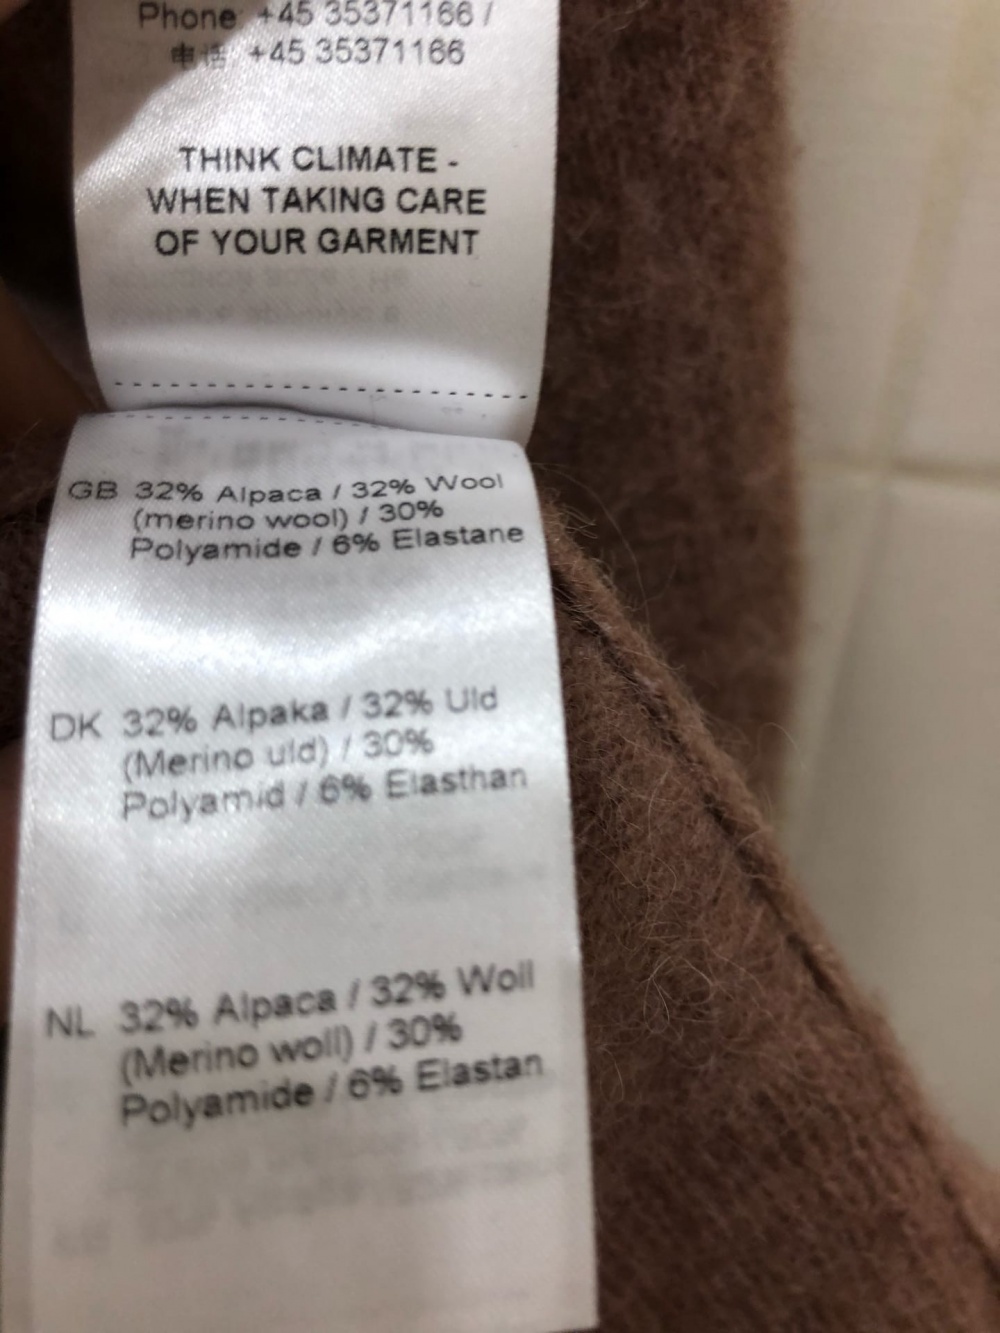 Phone: +45 35371166 /
电话: +45 35371166
THINK CLIMATE -
WHEN TAKING CARE
OF YOUR GARMENT
GB 32% Alpaca / 32% Wool
(merino wool) / 30%
Polyamide / 6% Elastane
DK 32% Alpaka / 32% Uld
(Merino uld) / 30%
Polyamid / 6% Elasthan
NL 32% Alpaca / 32% Woll
(Merino woll) / 30%
Polyamide / 6% Elastan